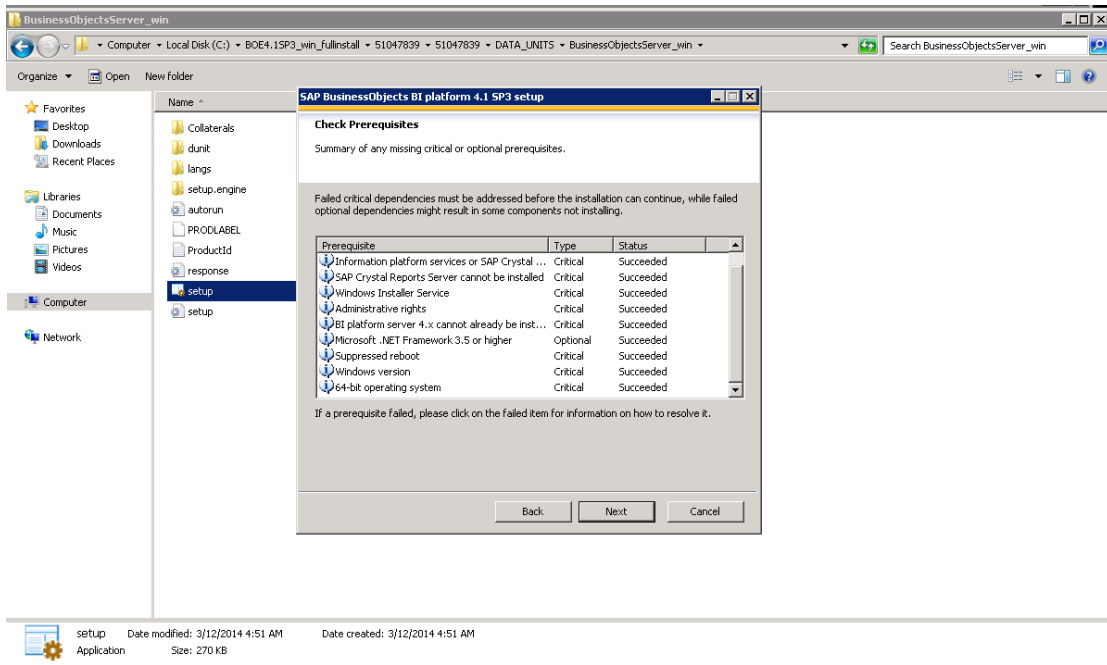 BusinessObjectsServer_win
Computer Local Disk (C:) BOE4.1SP3_win_fullinstall 51047839 51047839 DATA_UNITS BusinessObjectsServer_win
Search BusinessObjectsServer_win
Organize Open New folder
Favorites
Desktop
Downloads
Recent Places
Libraries
Documents
Music
Pictures
Videos
Computer
Network
Name
Collaterals
dunit
langs
setup.engine
autorun
PRODLABEL
ProductId
response
setup
setup
SAP BusinessObjects BI platform 4.1 SP3 setup
Check Prerequisites
Summary of any missing critical or optional prerequisites.
Failed critical dependencies must be addressed before the installation can continue, while failed
optional dependencies might result in some components not installing.
Prerequisite Type Status
Information platform services or SAP Crystal ... Critical Succeeded
SAP Crystal Reports Server cannot be installed Critical Succeeded
Windows Installer Service Critical Succeeded
Administrative rights Critical Succeeded
BI platform server 4.x cannot already be inst... Critical Succeeded
Microsoft .NET Framework 3.5 or higher Optional Succeeded
Suppressed reboot Critical Succeeded
Windows version Critical Succeeded
64-bit operating system Critical Succeeded
If a prerequisite failed, please click on the failed item for information on how to resolve it.
Back Next Cancel
setup Date modified: 3/12/2014 4:51 AM Date created: 3/12/2014 4:51 AM
Application Size: 270 KB